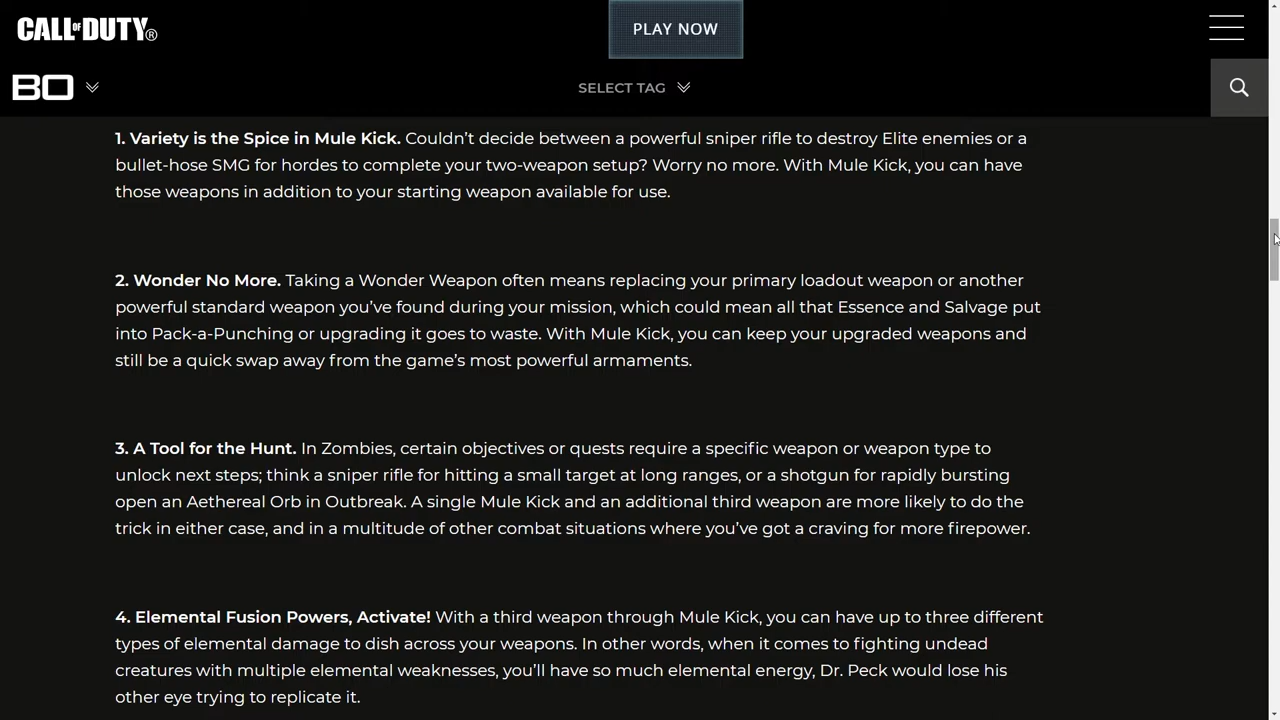 CALL OF DUTY®
PLAY NOW
BO
SELECT TAG
1. Variety is the Spice in Mule Kick. Couldn’t decide between a powerful sniper rifle to destroy Elite enemies or a
bullet-hose SMG for hordes to complete your two-weapon setup? Worry no more. With Mule Kick, you can have
those weapons in addition to your starting weapon available for use.
2. Wonder No More. Taking a Wonder Weapon often means replacing your primary loadout weapon or another
powerful standard weapon you’ve found during your mission, which could mean all that Essence and Salvage put
into Pack-a-Punching or upgrading it goes to waste. With Mule Kick, you can keep your upgraded weapons and
still be a quick swap away from the game’s most powerful armaments.
3. A Tool for the Hunt. In Zombies, certain objectives or quests require a specific weapon or weapon type to
unlock next steps; think a sniper rifle for hitting a small target at long ranges, or a shotgun for rapidly bursting
open an Aethereal Orb in Outbreak. A single Mule Kick and an additional third weapon are more likely to do the
trick in either case, and in a multitude of other combat situations where you’ve got a craving for more firepower.
4. Elemental Fusion Powers, Activate! With a third weapon through Mule Kick, you can have up to three different
types of elemental damage to dish across your weapons. In other words, when it comes to fighting undead
creatures with multiple elemental weaknesses, you’ll have so much elemental energy, Dr. Peck would lose his
other eye trying to replicate it.